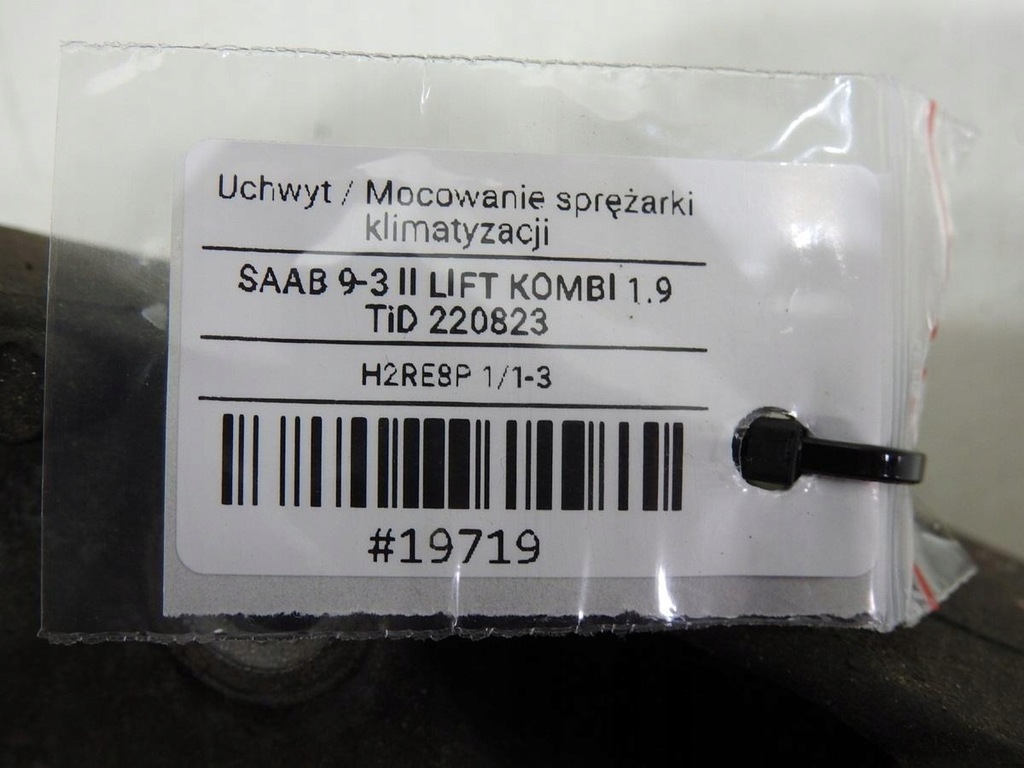 Uchwyt / Mocowanie sprężarki
klimatyzacji
SAAB 9-3 II LIFT KOMBI 1.9
TiD 220823
H2RE8P 1/1-3
#19719